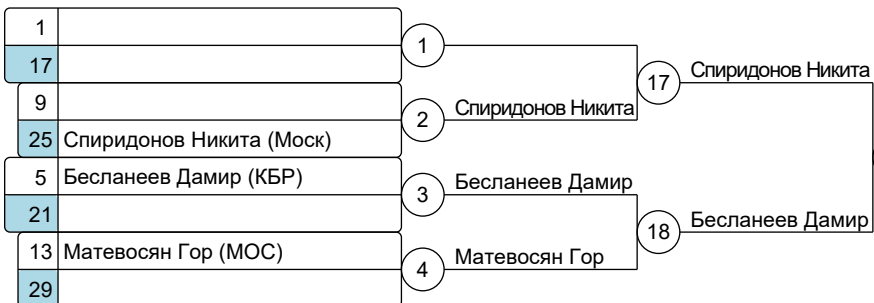 1
17
1
9
2
25 Спиридонов Никита (Моск)
Спиридонов Никита
17
Спиридонов Никита
5 Бесланеев Дамир (КБР)
21
3
Бесланеев Дамир
13 Матевосян Гор (МОС)
29
4
Матевосян Гор
18
Бесланеев Дамир